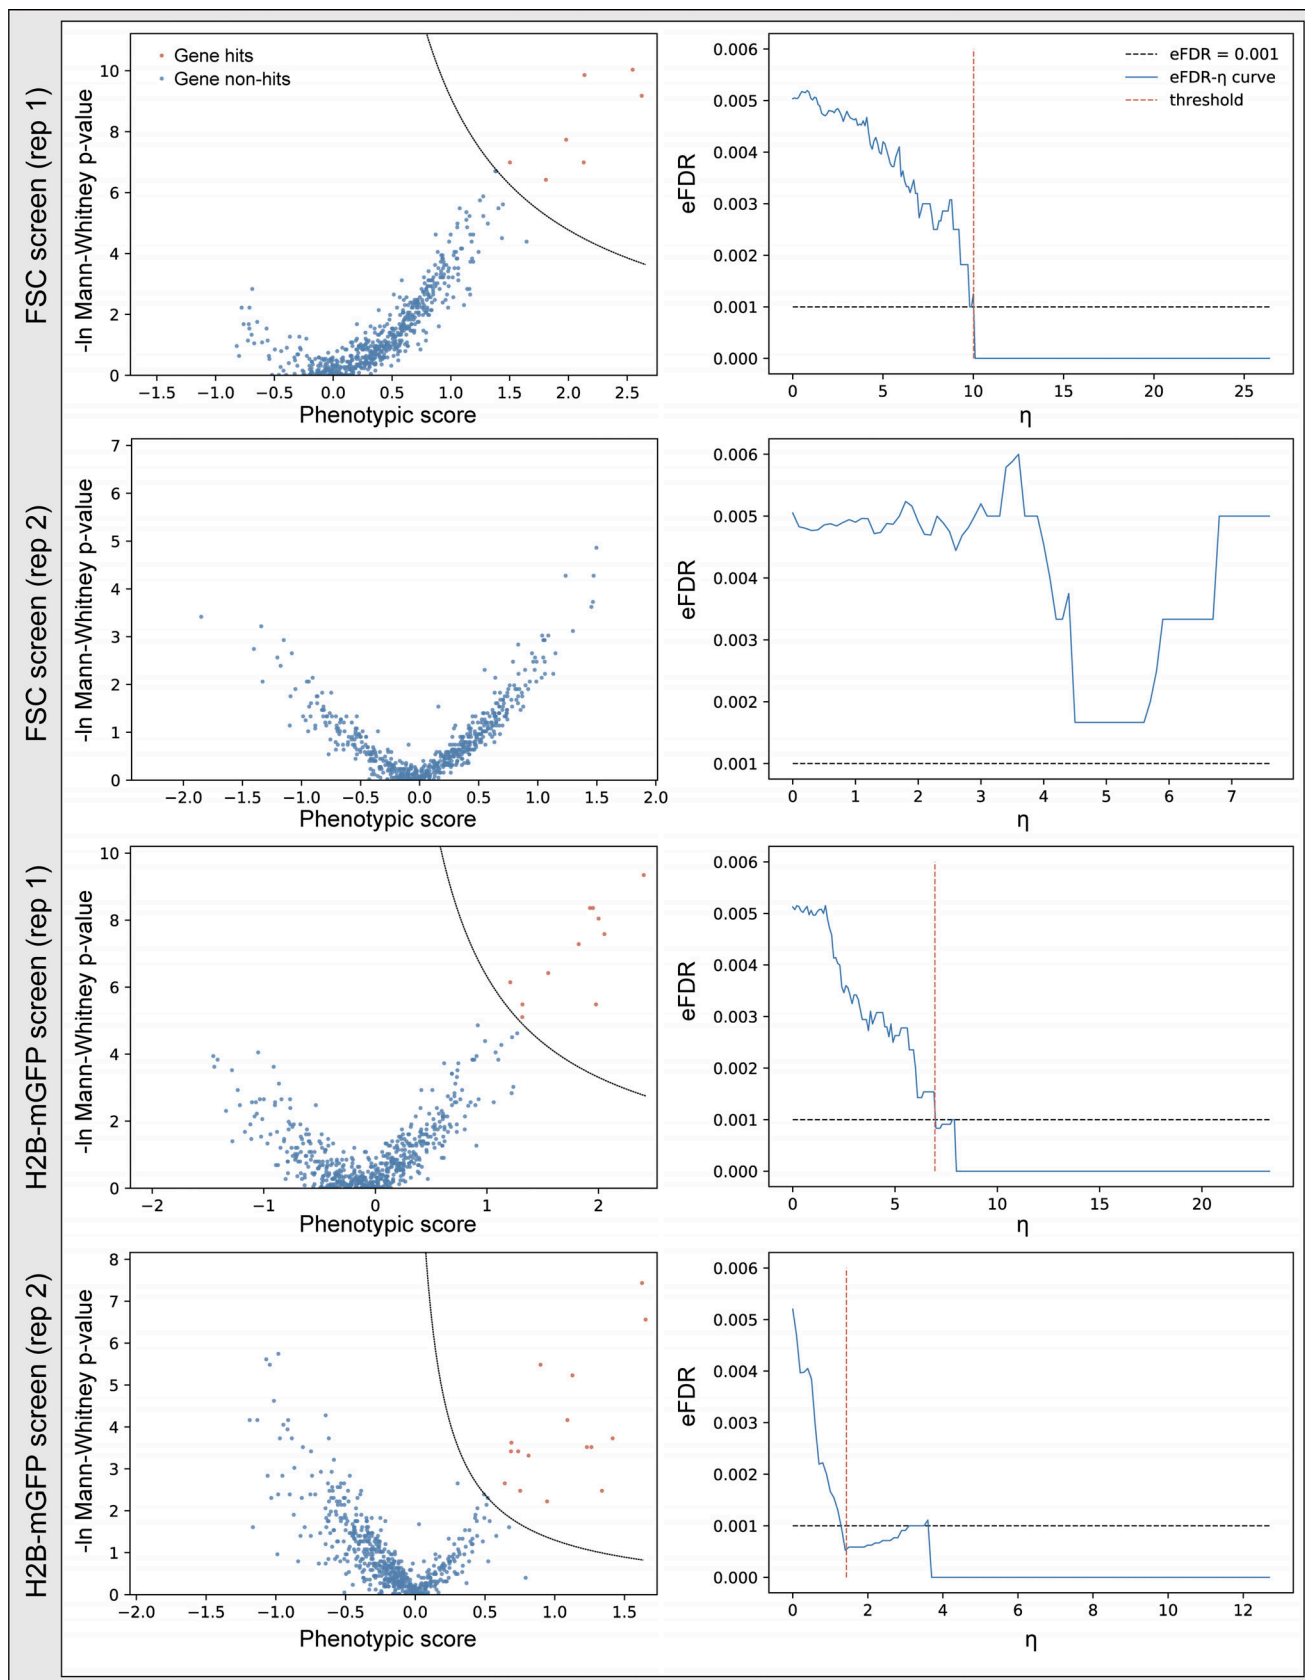 FSC screen (rep 1)
-ln Mann-Whitney p-value
10
8
6
4
2
0
Gene hits
Gene non-hits
−1.5 −1.0 −0.5 0.0 0.5 1.0 1.5 2.0 2.5
Phenotypic score
eFDR
0.006
0.005
0.004
0.003
0.002
0.001
0.000
eFDR = 0.001
eFDR-η curve
threshold
0 5 10 15 20 25
η
FSC screen (rep 2)
-ln Mann-Whitney p-value
7
6
5
4
3
2
1
0
−2.0 −1.5 −1.0 −0.5 0.0 0.5 1.0 1.5 2.0
Phenotypic score
eFDR
0.006
0.005
0.004
0.003
0.002
0.001
0 1 2 3 4 5 6 7
η
H2B-mGFP screen (rep 1)
-ln Mann-Whitney p-value
10
8
6
4
2
0
−2 −1 0 1 2
Phenotypic score
eFDR
0.006
0.005
0.004
0.003
0.002
0.001
0.000
0 5 10 15 20
η
H2B-mGFP screen (rep 2)
-ln Mann-Whitney p-value
8
7
6
5
4
3
2
1
0
−2.0 −1.5 −1.0 −0.5 0.0 0.5 1.0 1.5
Phenotypic score
eFDR
0.006
0.005
0.004
0.003
0.002
0.001
0.000
0 2 4 6 8 10 12
η